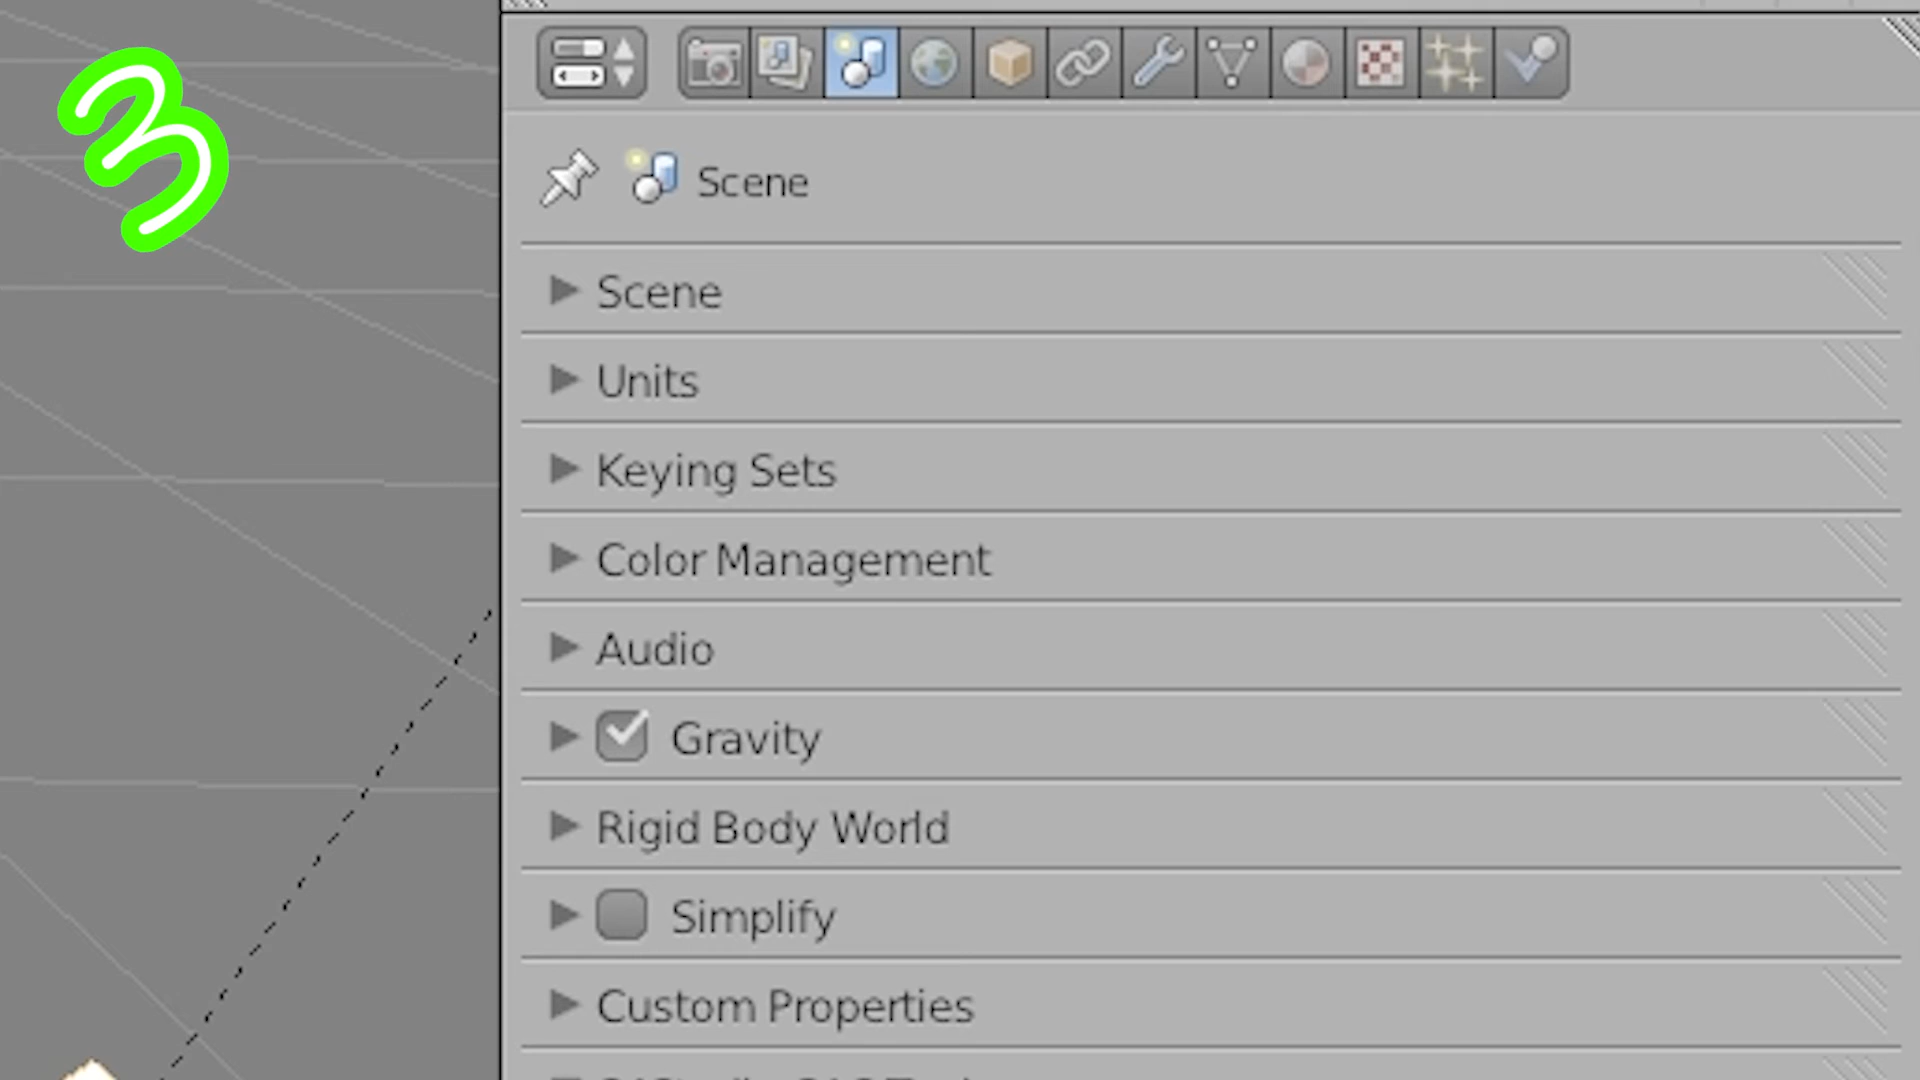 3
Scene
Scene
Units
Keying Sets
Color Management
Audio
Gravity
Rigid Body World
Simplify
Custom Properties